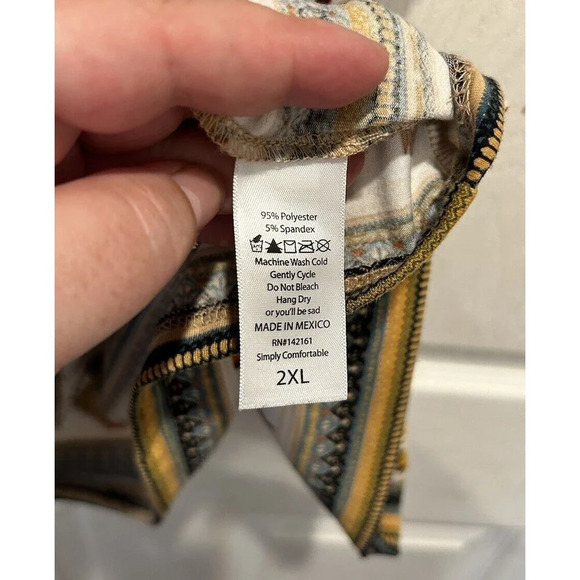 95% Polyester
5% Spandex
Machine Wash Cold
Gently Cycle
Do Not Bleach
Hang Dry
or you'll be sad
MADE IN MEXICO
RN#142161
Simply Comfortable
2XL